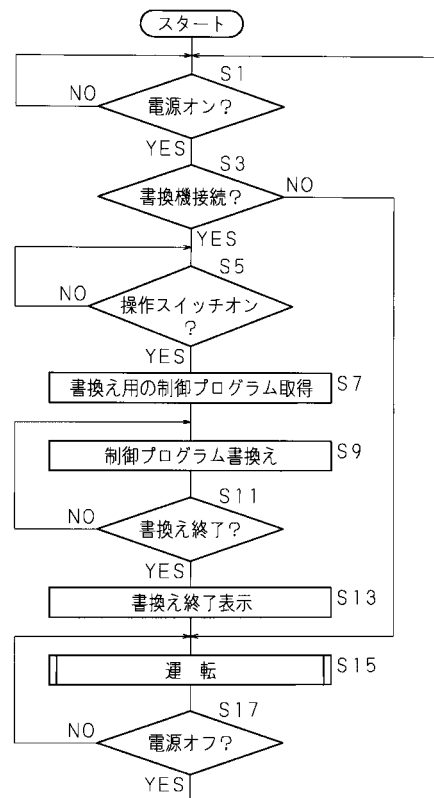 スタート
S1
NO
電源オン?
YES
S3
書換機接続?
NO
YES
S5
NO
操作スイッチオン
?
YES
書換え用の制御プログラム取得
S7
制御プログラム書換え
S9
S11
NO
書換え終了?
YES
書換え終了表示
S13
運 転
S15
S17
NO
電源オフ?
YES